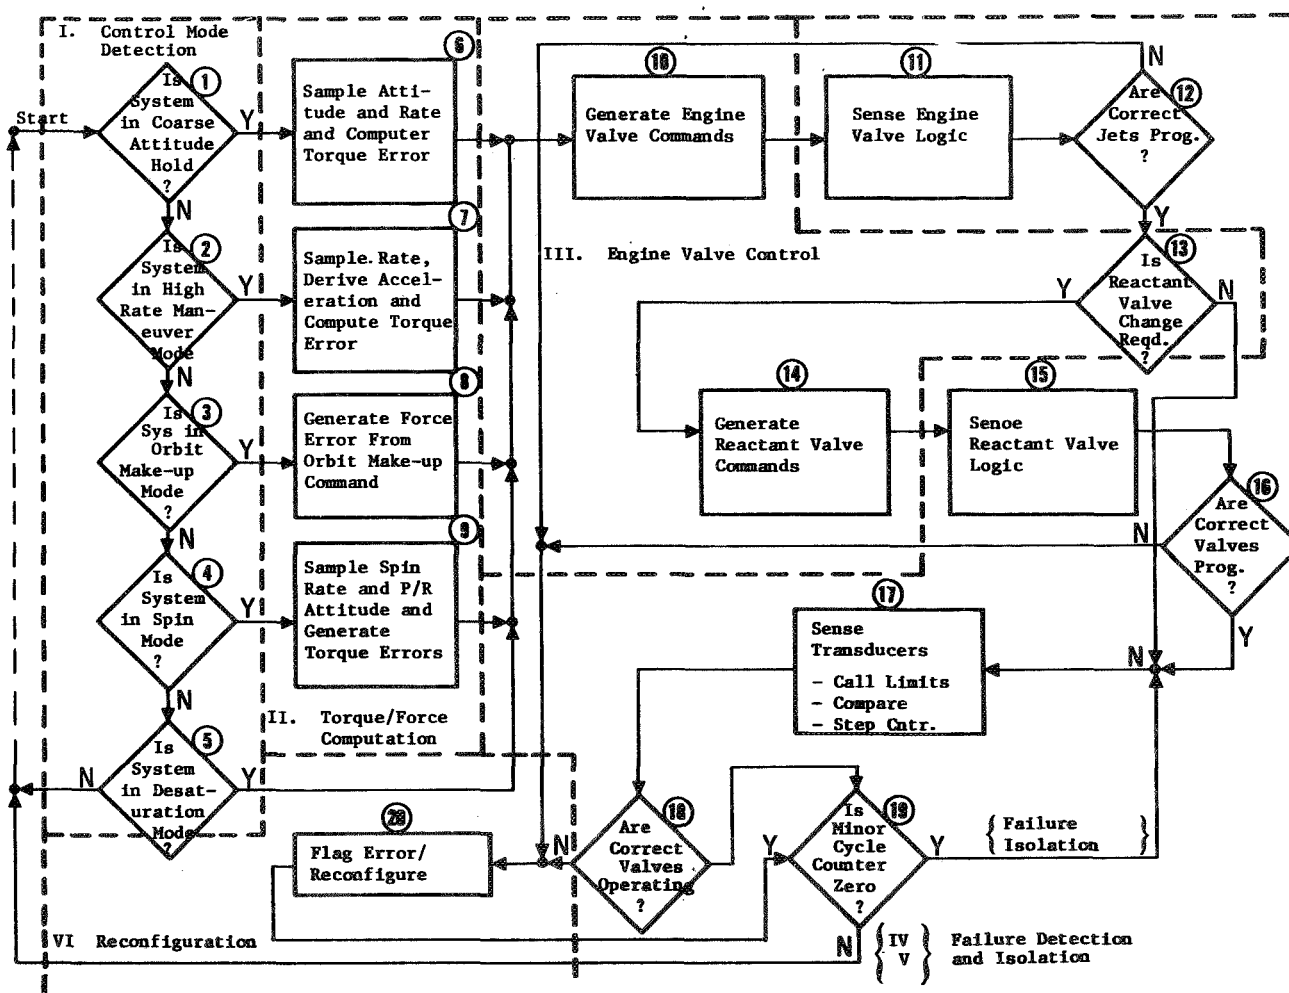 I. Control Mode
Detection
Start
1
Is
System
in Coarse
Attitude
Hold
?
Y
N
2
Is
System
in High
Rate Man-
euver
Mode
?
Y
N
3
Is
Sys in
Orbit
Make-up
Mode
?
Y
N
4
Is
System
in Spin
Mode
?
Y
N
5
Is
System
in Desat-
uration
Mode
?
N
Y
6
Sample Atti-
tude and Rate
and Computer
Torque Error
7
Sample Rate,
Derive Accel-
eration and
Compute Torque
Error
8
Generate Force
Error From
Orbit Make-up
Command
9
Sample Spin
Rate and P/R
Attitude and
Generate
Torque Errors
II. Torque/Force
Computation
10
Generate Engine
Valve Commands
11
Sense Engine
Valve Logic
12
Are
Correct
Jets Prog.
?
N
Y
III. Engine Valve Control
13
Is
Reactant
Valve
Change
Reqd.
?
Y
N
14
Generate
Reactant Valve
Commands
15
Senoe
Reactant Valve
Logic
16
Are
Correct
Valves
Prog.
?
N
Y
17
Sense
Transducers
- Call Limits
- Compare
- Step Cntr.
N
18
Are
Correct
Valves
Operating
?
N
Y
19
Is
Minor
Cycle
Counter
Zero
?
Y
N
Failure
Isolation
20
Flag Error/
Reconfigure
VI Reconfiguration
IV
V
Failure Detection
and Isolation